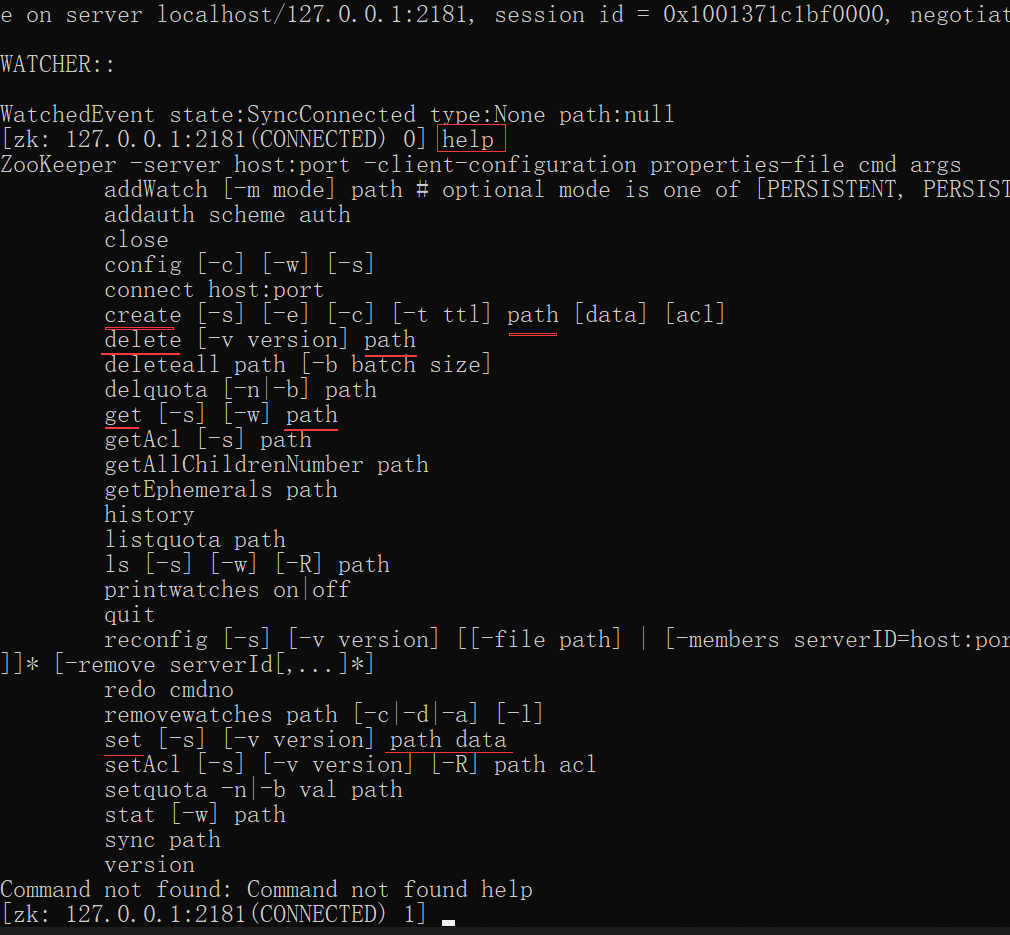 e on server localhost/127.0.0.1:2181, session id = 0x1001371c1bf0000, negotiat
WATCHER::
WatchedEvent state:SyncConnected type:None path:null
[zk: 127.0.0.1:2181(CONNECTED) 0] help
ZooKeeper -server host:port -client-configuration properties-file cmd args
addWatch [-m mode] path # optional mode is one of [PERSISTENT, PERSIST
addauth scheme auth
close
config [-c] [-w] [-s]
connect host:port
create [-s] [-e] [-c] [-t ttl] path [data] [acl]
delete [-v version] path
deleteall path [-b batch size]
delquota [-n|-b] path
get [-s] [-w] path
getAcl [-s] path
getAllChildrenNumber path
getEphemerals path
history
listquota path
ls [-s] [-w] [-R] path
printwatches on|off
quit
reconfig [-s] [-v version] [[-file path] | [-members serverID=host:por
]]* [-remove serverId[,...]*]
redo cmdno
removewatches path [-c|-d|-a] [-l]
set [-s] [-v version] path data
setAcl [-s] [-v version] [-R] path acl
setquota -n|-b val path
stat [-w] path
sync path
version
Command not found: Command not found help
[zk: 127.0.0.1:2181(CONNECTED) 1]